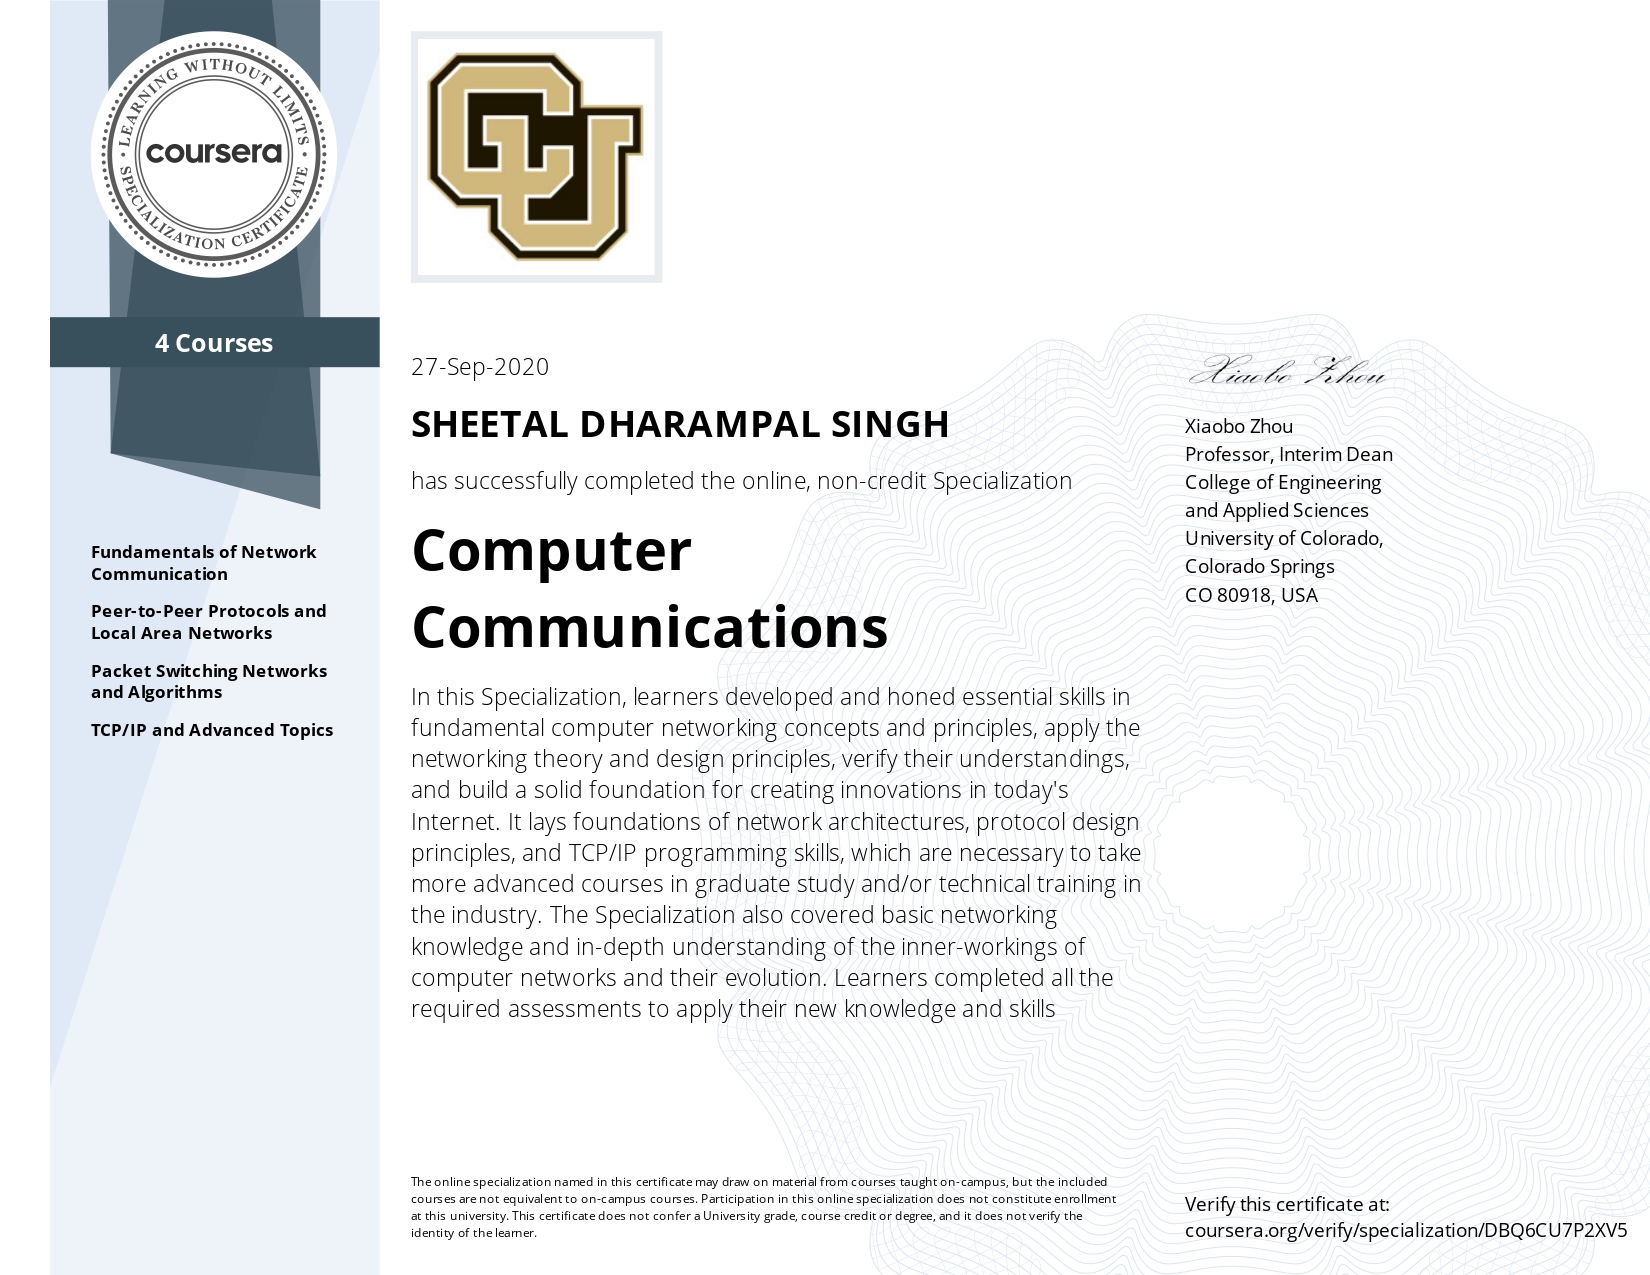 LEARNING WITHOUT LIMITS
coursera
SPECIALIZATION CERTIFICATE
4 Courses
Fundamentals of Network
Communication
Peer-to-Peer Protocols and
Local Area Networks
Packet Switching Networks
and Algorithms
TCP/IP and Advanced Topics
CU
27-Sep-2020
SHEETAL DHARAMPAL SINGH
has successfully completed the online, non-credit Specialization
Computer
Communications
In this Specialization, learners developed and honed essential skills in
fundamental computer networking concepts and principles, apply the
networking theory and design principles, verify their understandings,
and build a solid foundation for creating innovations in today's
Internet. It lays foundations of network architectures, protocol design
principles, and TCP/IP programming skills, which are necessary to take
more advanced courses in graduate study and/or technical training in
the industry. The Specialization also covered basic networking
knowledge and in-depth understanding of the inner-workings of
computer networks and their evolution. Learners completed all the
required assessments to apply their new knowledge and skills
Xiaobo Zhou
Xiaobo Zhou
Professor, Interim Dean
College of Engineering
and Applied Sciences
University of Colorado,
Colorado Springs
CO 80918, USA
The online specialization named in this certificate may draw on material from courses taught on-campus, but the included
courses are not equivalent to on-campus courses. Participation in this online specialization does not constitute enrollment
at this university. This certificate does not confer a University grade, course credit or degree, and it does not verify the
identity of the learner.
Verify this certificate at:
coursera.org/verify/specialization/DBQ6CU7P2XV5